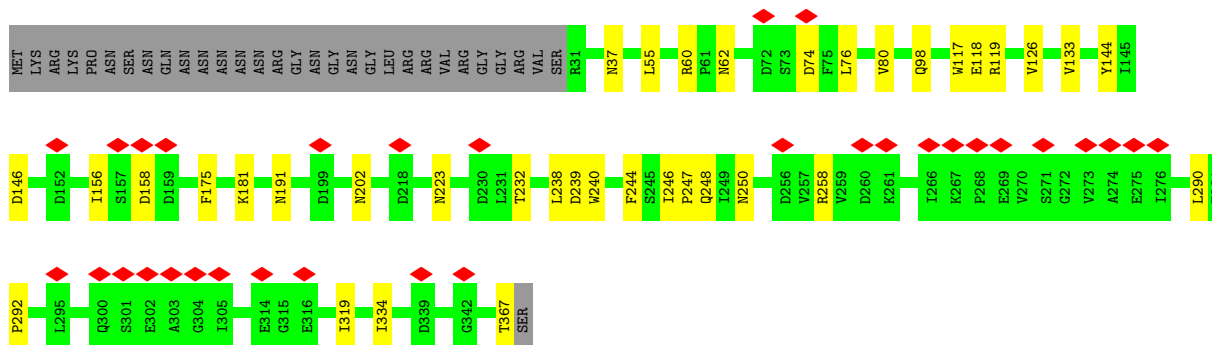 MET LYS ARG LYS PRO ASN SER ASN GLN ASN ASN ASN ASN ASN ARG GLY ASN GLY ASN GLY LEU ARG ARG VAL ARG GLY GLY ARG VAL SER R31 N37 L55 R60 P61 N62 D72 S73 D74 F75 L76 V80 Q98 W117 E118 R119 V126 V133 Y144 I145
D146 D152 I156 S157 D158 D159 F175 K181 N191 D199 N202 D218 N223 D230 L231 T232 L238 D239 W240 F244 S245 I246 P247 Q248 I249 N250 D256 V257 R258 V259 D260 K261 I266 K267 P268 E269 V270 S271 G272 V273 A274 E275 I276 L290
P292 L295 Q300 S301 E302 A303 G304 I305 E314 G315 E316 I319 I334 D339 G342 T367 SER